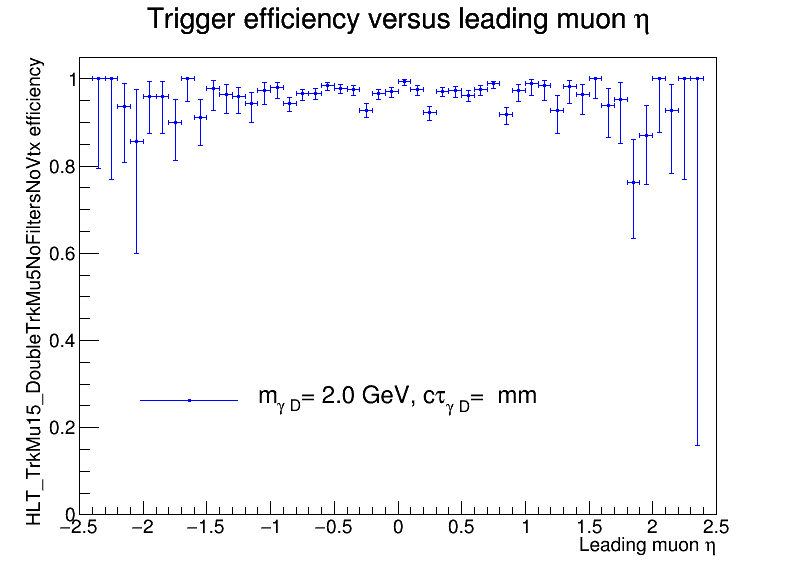 Trigger efficiency versus leading muon η
HLT_TrkMu15_DoubleTrkMu5NoFiltersNoVtx efficiency
1
0.8
0.6
0.4
0.2
0
mγ D= 2.0 GeV, cτγ D=  mm
−2.5 −2 −1.5 −1 −0.5 0 0.5 1 1.5 2 2.5
Leading muon η